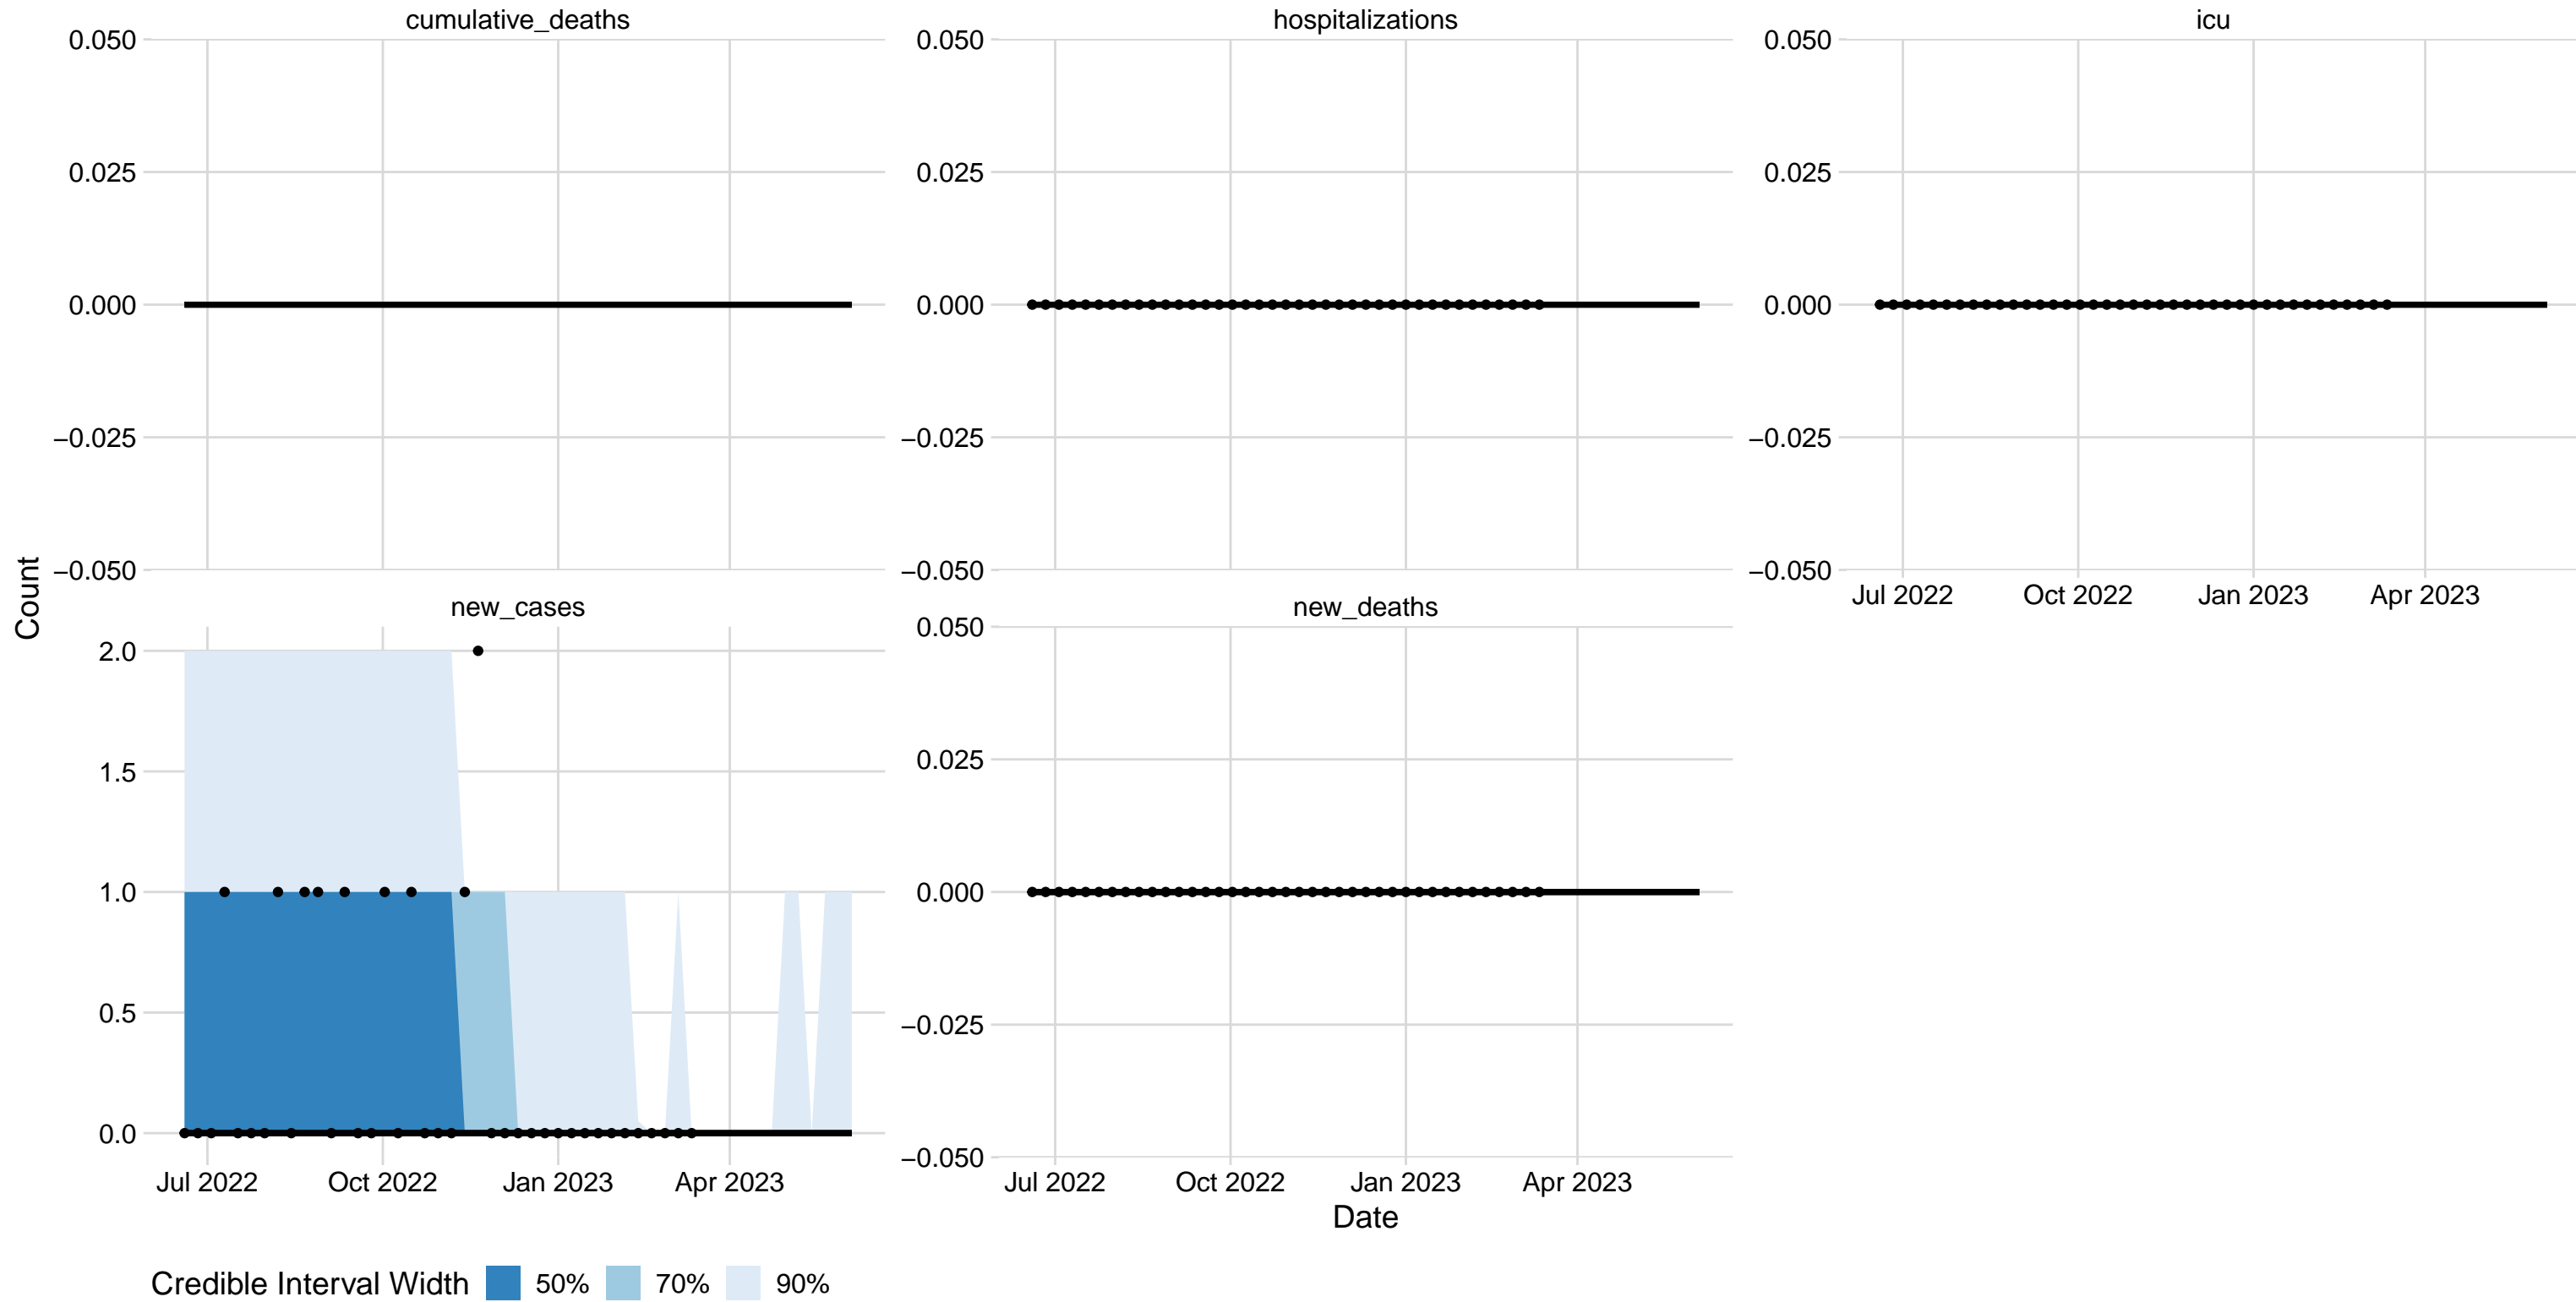 cumulative_deaths
hospitalizations
icu
0.050
0.025
0.000
−0.025
−0.050
0.050
0.025
0.000
−0.025
−0.050
0.050
0.025
0.000
−0.025
−0.050
Jul 2022 Oct 2022 Jan 2023 Apr 2023
Count
new_cases
new_deaths
2.0
1.5
1.0
0.5
0.0
0.050
0.025
0.000
−0.025
−0.050
Jul 2022 Oct 2022 Jan 2023 Apr 2023
Jul 2022 Oct 2022 Jan 2023 Apr 2023
Date
Credible Interval Width 50% 70% 90%